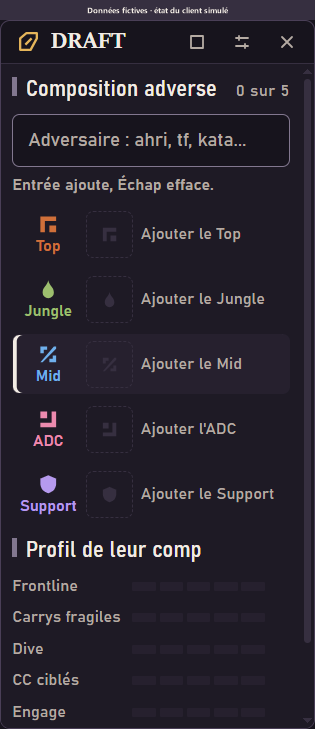 Données fictives · état du client simulé
DRAFT
Composition adverse 0 sur 5
Adversaire : ahri, tf, kata...
Entrée ajoute, Échap efface.
Top Ajouter le Top
Jungle Ajouter le Jungle
Mid Ajouter le Mid
ADC Ajouter l'ADC
Support Ajouter le Support
Profil de leur comp
Frontline
Carrys fragiles
Dive
CC ciblés
Engage